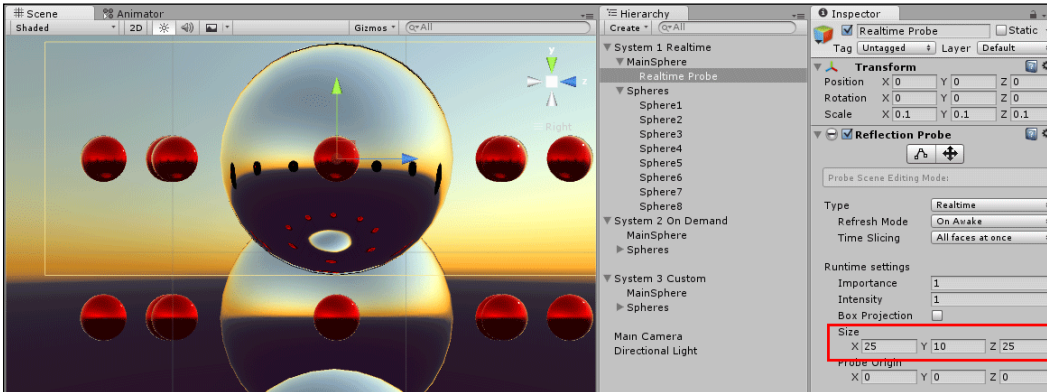 Scene Animator
Shaded 2D Gizmos All
y
z
Right
Hierarchy
Create All
System 1 Realtime
MainSphere
Realtime Probe
Spheres
Sphere1
Sphere2
Sphere3
Sphere4
Sphere5
Sphere6
Sphere7
Sphere8
System 2 On Demand
MainSphere
Spheres
System 3 Custom
MainSphere
Spheres
Main Camera
Directional Light
Inspector
Realtime Probe Static
Tag Untagged Layer Default
Transform
Position X 0 Y 0 Z 0
Rotation X 0 Y 0 Z 0
Scale X 0.1 Y 0.1 Z 0.1
Reflection Probe
Probe Scene Editing Mode:
Type Realtime
Refresh Mode On Awake
Time Slicing All faces at once
Runtime settings
Importance 1
Intensity 1
Box Projection
Size
X 25 Y 10 Z 25
Probe Origin
X 0 Y 0 Z 0